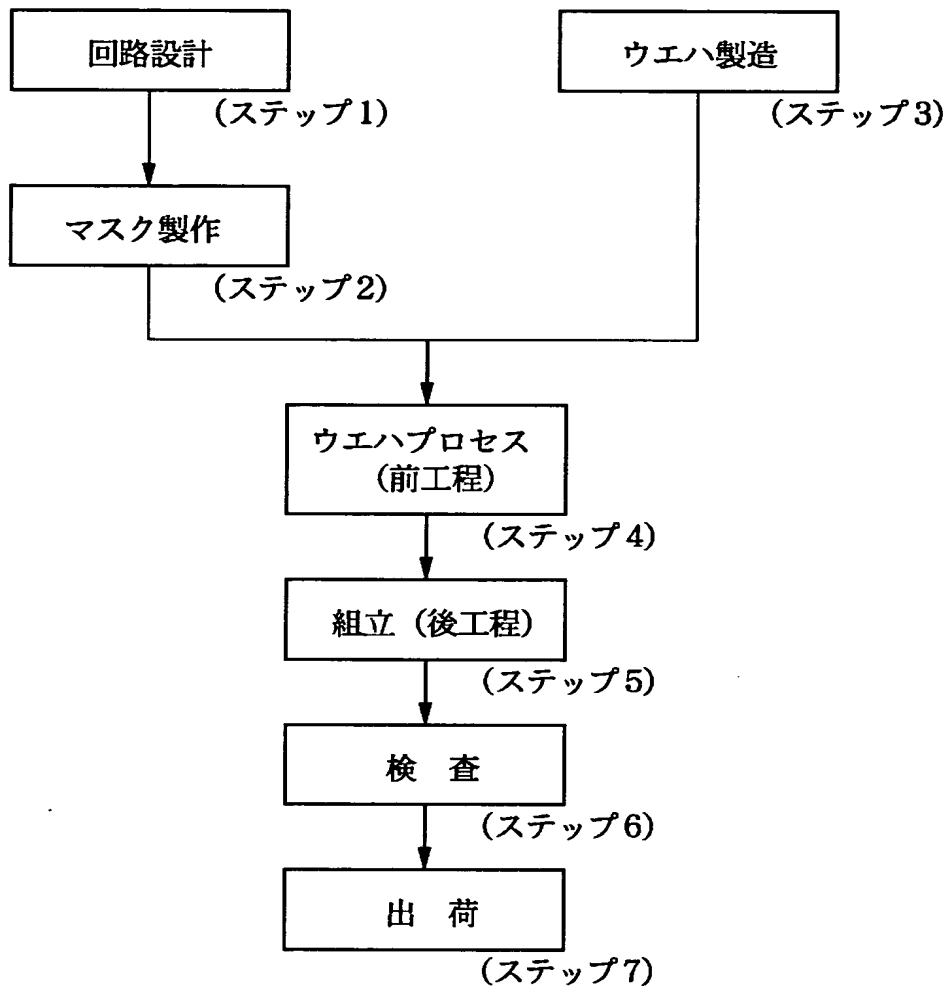 回路設計
(ステップ1)
ウエハ製造
(ステップ3)
マスク製作
(ステップ2)
ウエハプロセス
(前工程)
(ステップ4)
組立(後工程)
(ステップ5)
検　査
(ステップ6)
出　荷
(ステップ7)